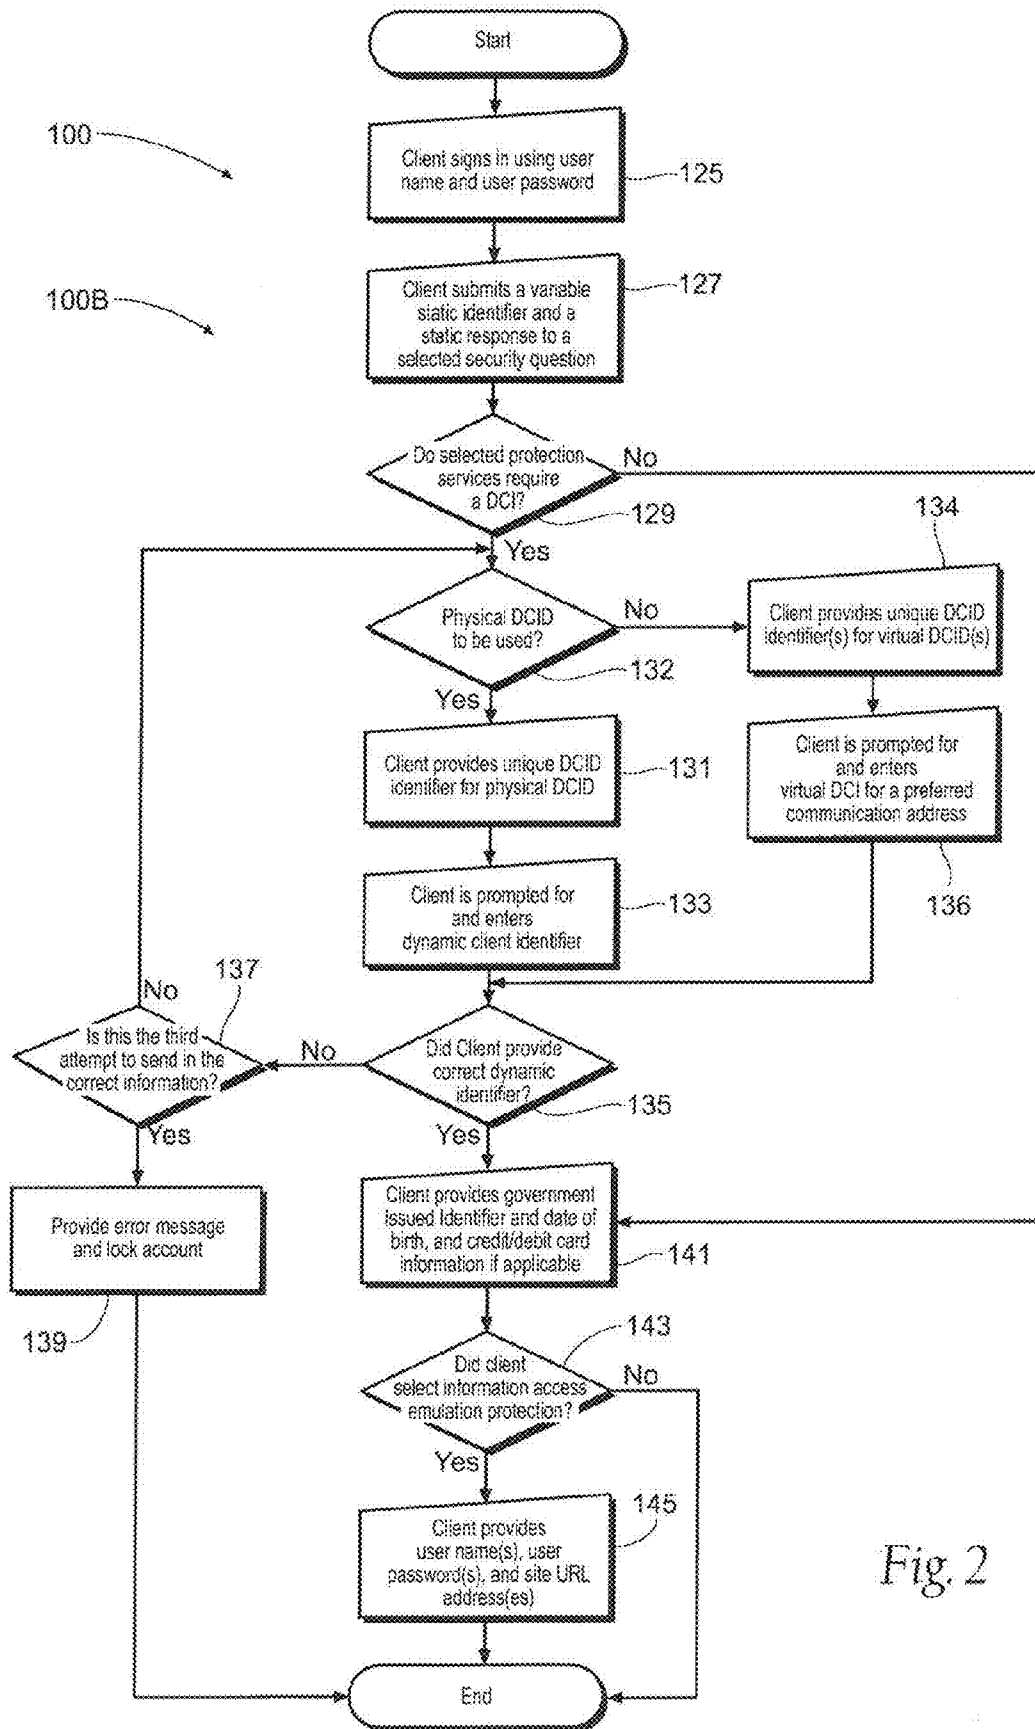 Start
100
Client signs in using user
name and user password
125
100B
Client submits a variable
static identifier and a
static response to a
selected security question
127
Do selected protection
services require
a DCI?
No
129
Yes
134
Physical DCID
to be used?
No
Client provides unique DCID
identifier(s) for virtual DCID(s)
132
Yes
Client provides unique DCID
identifier for physical DCID
131
Client is prompted for
and enters
virtual DCI for a preferred
communication address
136
Client is prompted for
and enters
dynamic client identifier
133
137
No
Is this the third
attempt to send in the
correct information?
No
Did Client provide
correct dynamic
identifier?
135
Yes
Yes
Provide error message
and lock account
139
Client provides government
issued Identifier and date of
birth, and credit/debit card
information if applicable
141
143
Did client
select information access
emulation protection?
No
Yes
145
Client provides
user name(s), user
password(s), and site URL
address(es)
Fig. 2
End